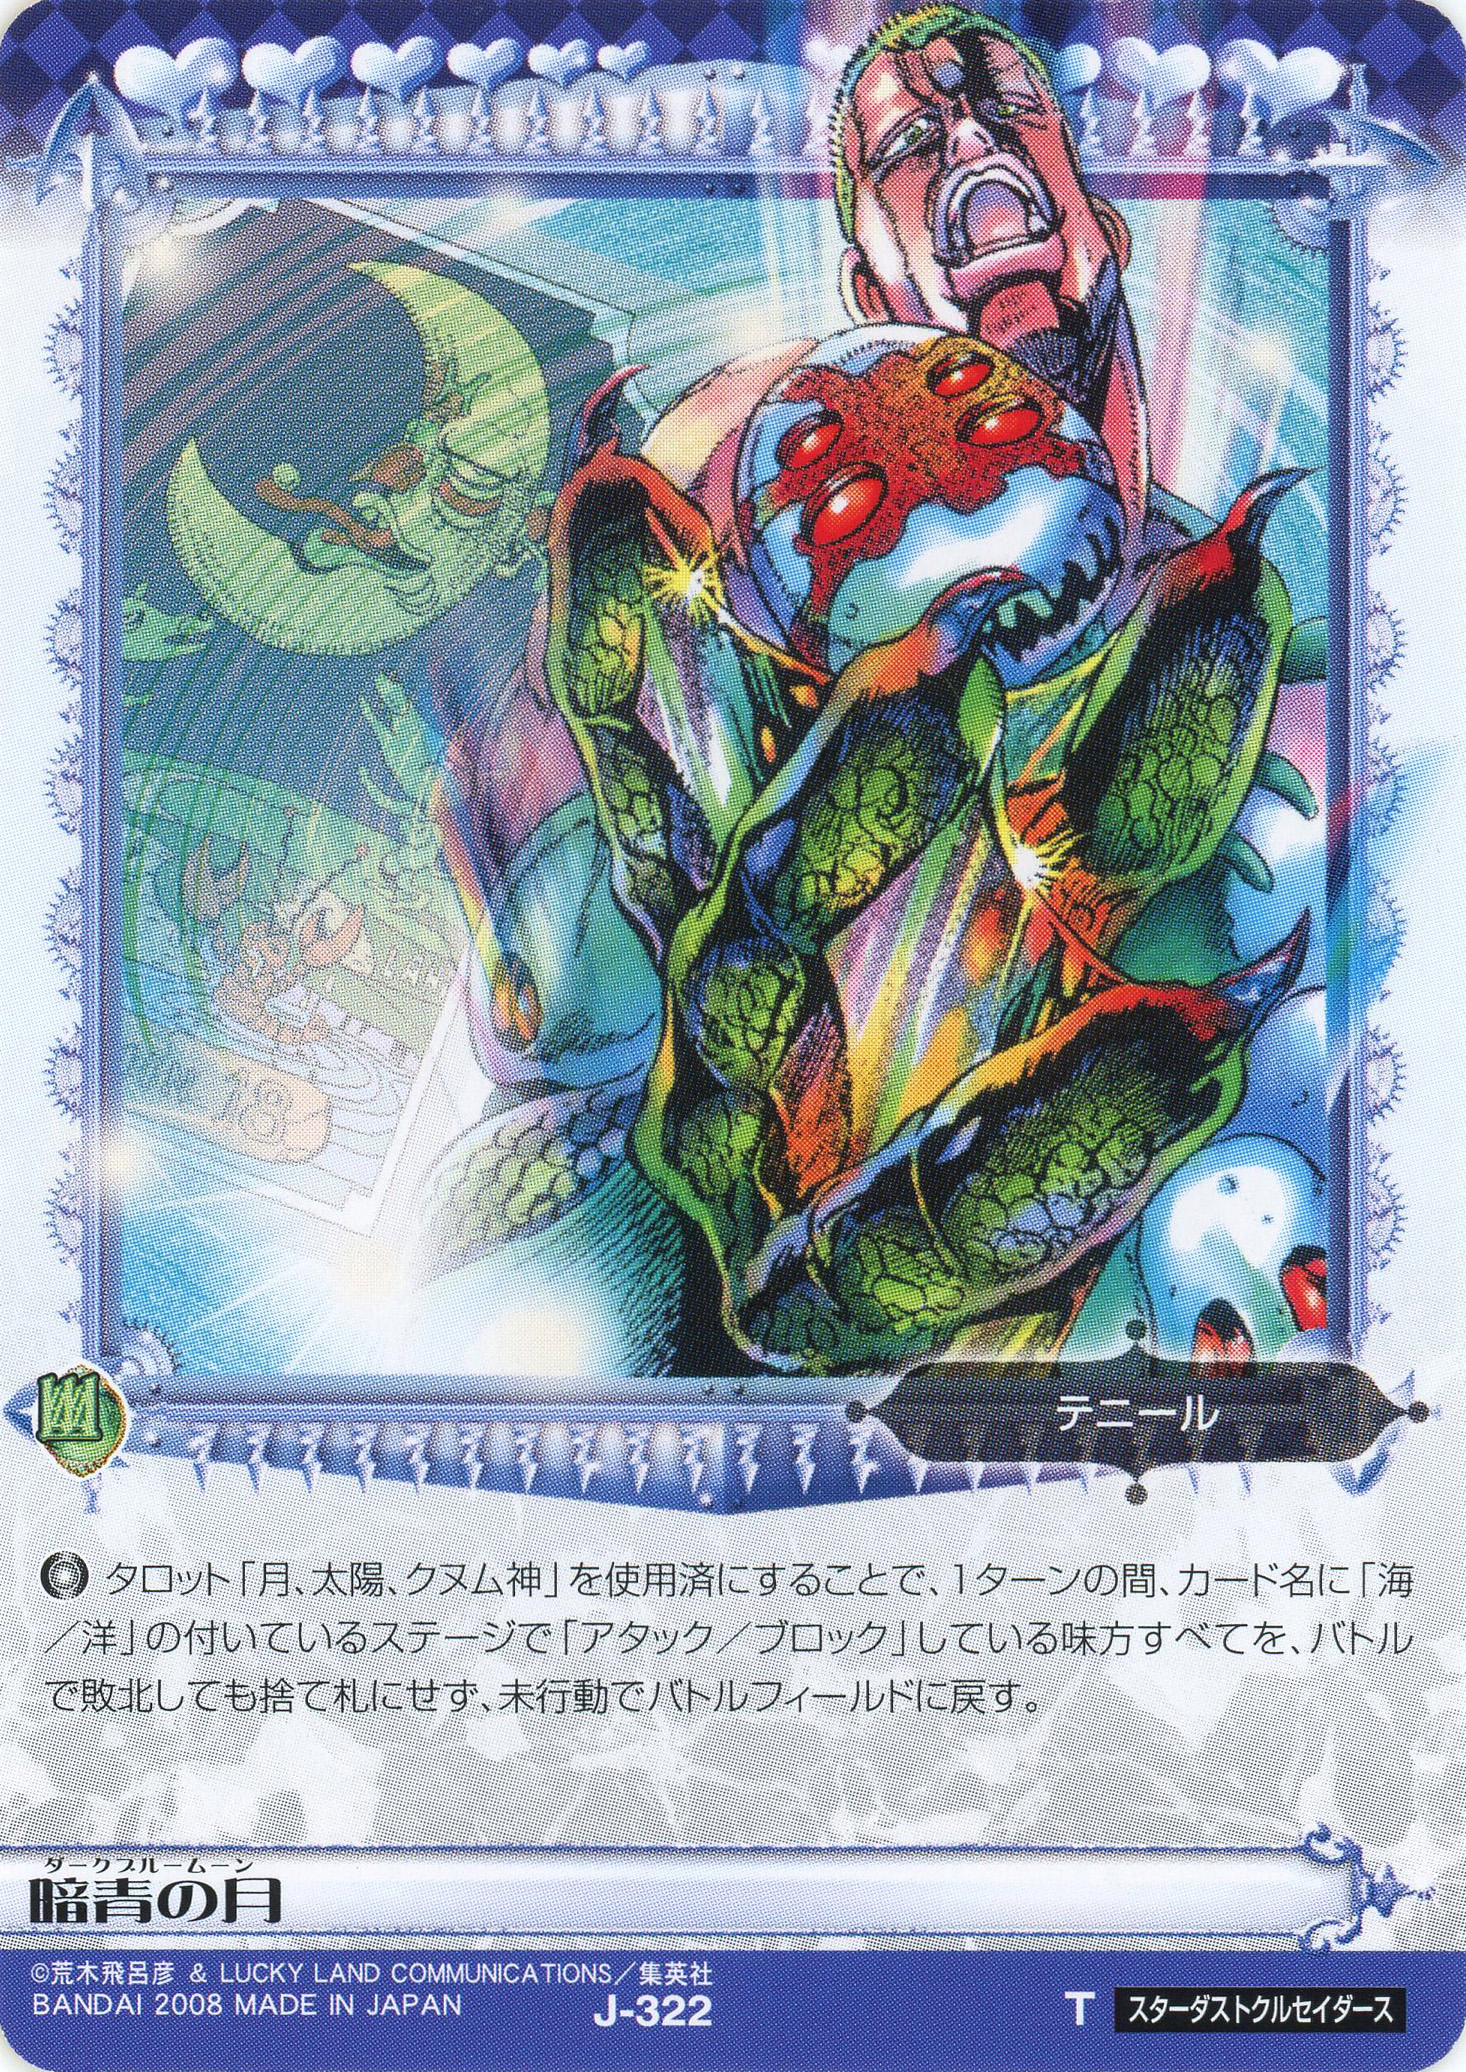 18
テニール
タロット「月、太陽、クヌム神」を使用済にすることで、1ターンの間、カード名に「海
／洋」の付いているステージで「アタック／ブロック」している味方すべてを、バトル
で敗北しても捨て札にせず、未行動でバトルフィールドに戻す。
ダークブルームーン
暗青の月
©荒木飛呂彦 & LUCKY LAND COMMUNICATIONS／集英社
BANDAI 2008 MADE IN JAPAN
J-322
T
スターダストクルセイダース